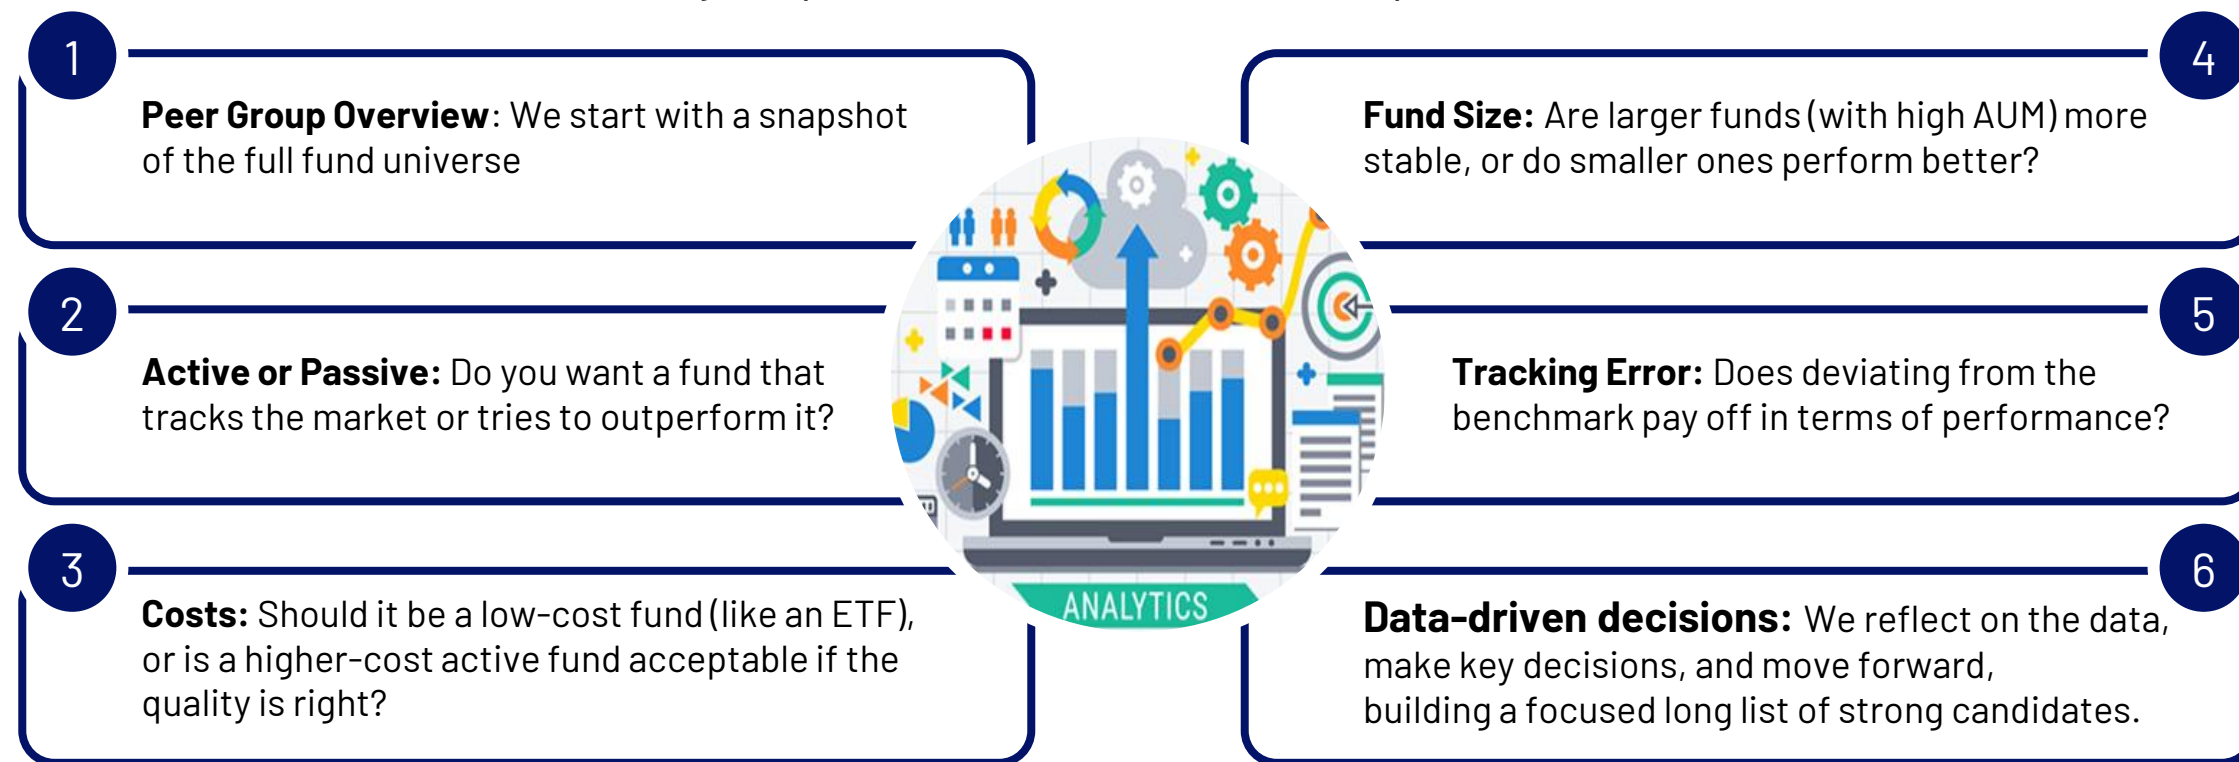 1
Peer Group Overview: We start with a snapshot
of the full fund universe
2
Active or Passive: Do you want a fund that
tracks the market or tries to outperform it?
3
Costs: Should it be a low-cost fund (like an ETF),
or is a higher-cost active fund acceptable if the
quality is right?
ANALYTICS
4
Fund Size: Are larger funds (with high AUM) more
stable, or do smaller ones perform better?
5
Tracking Error: Does deviating from the
benchmark pay off in terms of performance?
6
Data-driven decisions: We reflect on the data,
make key decisions, and move forward,
building a focused long list of strong candidates.